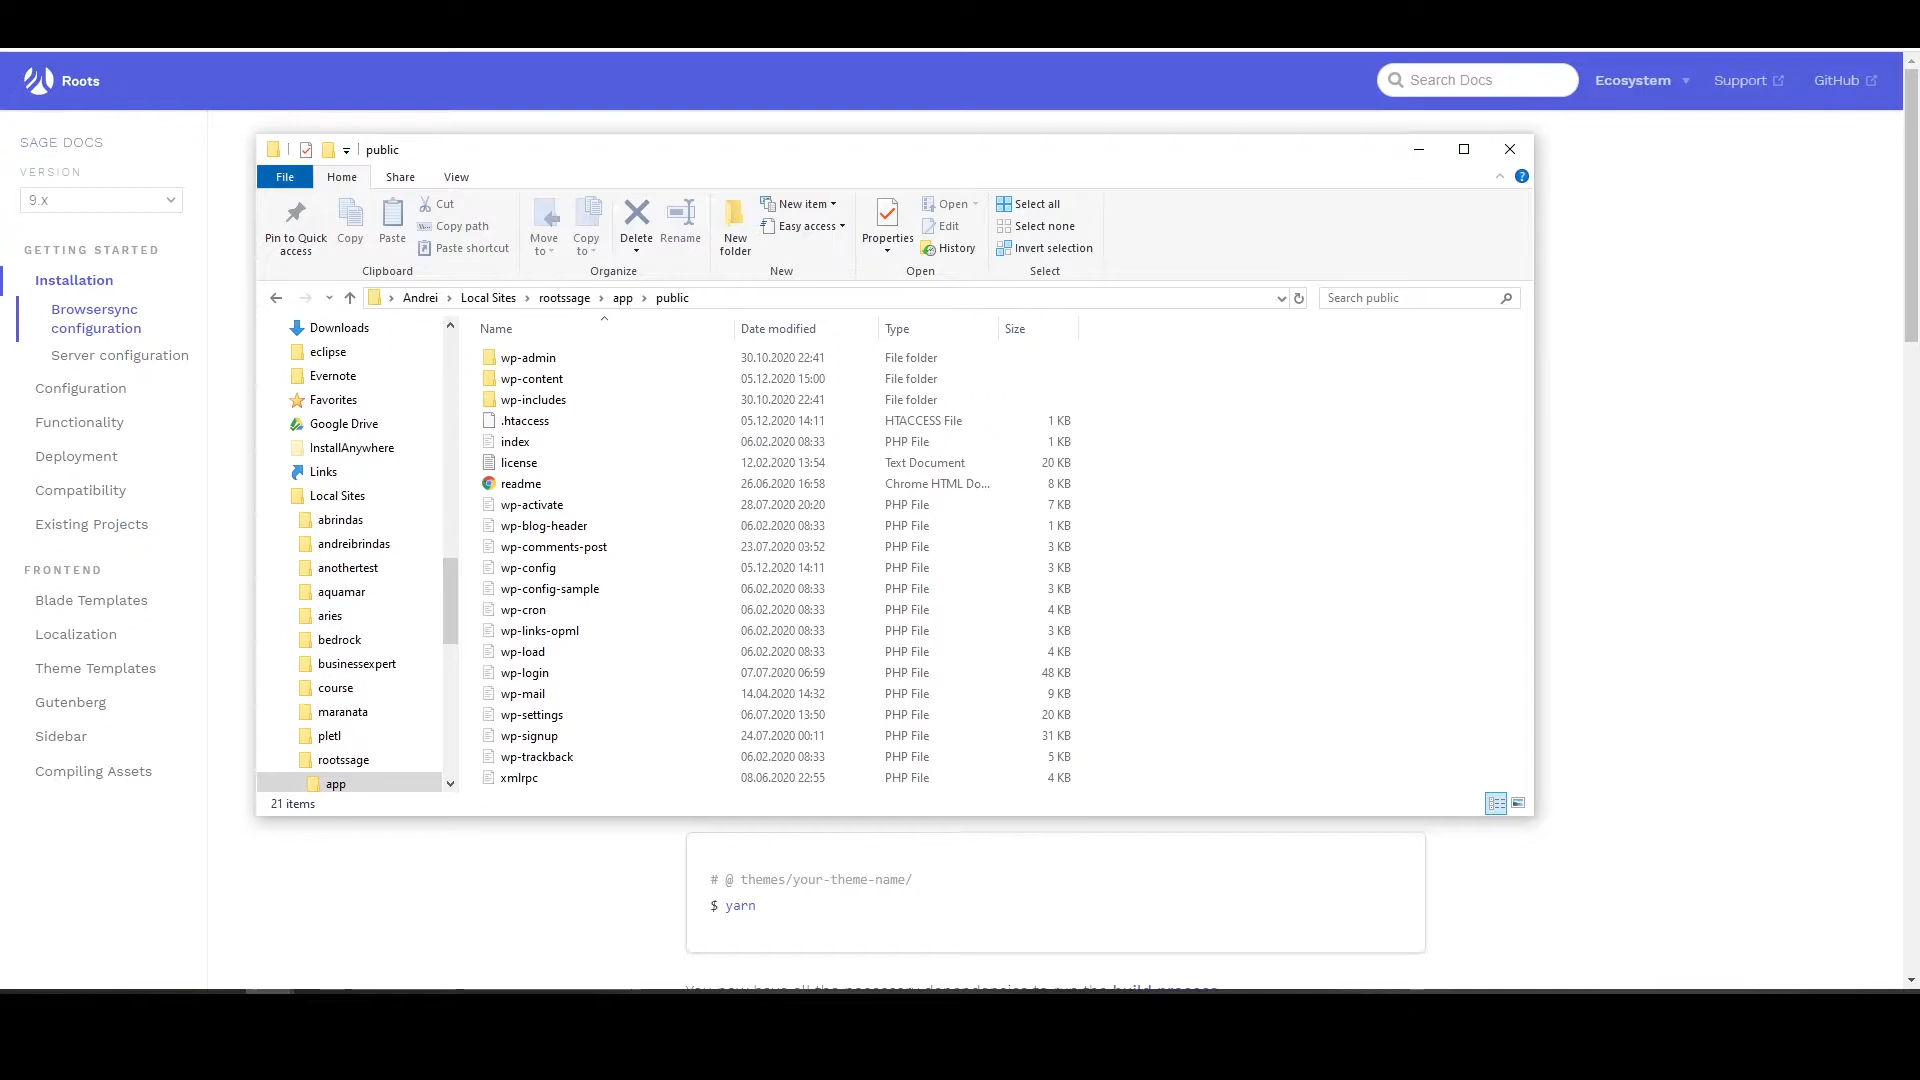 Roots
Search Docs
Ecosystem
Support
GitHub
SAGE DOCS
VERSION
9.x
GETTING STARTED
Installation
Browsersync
configuration
Server configuration
Configuration
Functionality
Deployment
Compatibility
Existing Projects
FRONTEND
Blade Templates
Localization
Theme Templates
Gutenberg
Sidebar
Compiling Assets
public
File Home Share View
Pin to Quick
access
Copy
Paste
Cut
Copy path
Paste shortcut
Clipboard
Move
to
Copy
to
Delete
Rename
Organize
New
folder
New item
Easy access
New
Properties
Open
Edit
History
Open
Select all
Select none
Invert selection
Select
Andrei > Local Sites > rootssage > app > public
Search public
Downloads
eclipse
Evernote
Favorites
Google Drive
InstallAnywhere
Links
Local Sites
abrindas
andreibrindas
anothertest
aquamar
aries
bedrock
businessexpert
course
maranata
pletl
rootssage
app
Name Date modified Type Size
wp-admin 30.10.2020 22:41 File folder
wp-content 05.12.2020 15:00 File folder
wp-includes 30.10.2020 22:41 File folder
.htaccess 05.12.2020 14:11 HTACCESS File 1 KB
index 06.02.2020 08:33 PHP File 1 KB
license 12.02.2020 13:54 Text Document 20 KB
readme 26.06.2020 16:58 Chrome HTML Do... 8 KB
wp-activate 28.07.2020 20:20 PHP File 7 KB
wp-blog-header 06.02.2020 08:33 PHP File 1 KB
wp-comments-post 23.07.2020 03:52 PHP File 3 KB
wp-config 05.12.2020 14:11 PHP File 3 KB
wp-config-sample 06.02.2020 08:33 PHP File 3 KB
wp-cron 06.02.2020 08:33 PHP File 4 KB
wp-links-opml 06.02.2020 08:33 PHP File 3 KB
wp-load 06.02.2020 08:33 PHP File 4 KB
wp-login 07.07.2020 06:59 PHP File 48 KB
wp-mail 14.04.2020 14:32 PHP File 9 KB
wp-settings 06.07.2020 13:50 PHP File 20 KB
wp-signup 24.07.2020 00:11 PHP File 31 KB
wp-trackback 06.02.2020 08:33 PHP File 5 KB
xmlrpc 08.06.2020 22:55 PHP File 4 KB
21 items
# @ themes/your-theme-name/
$ yarn
You now have all the necessary dependencies to run the build process.